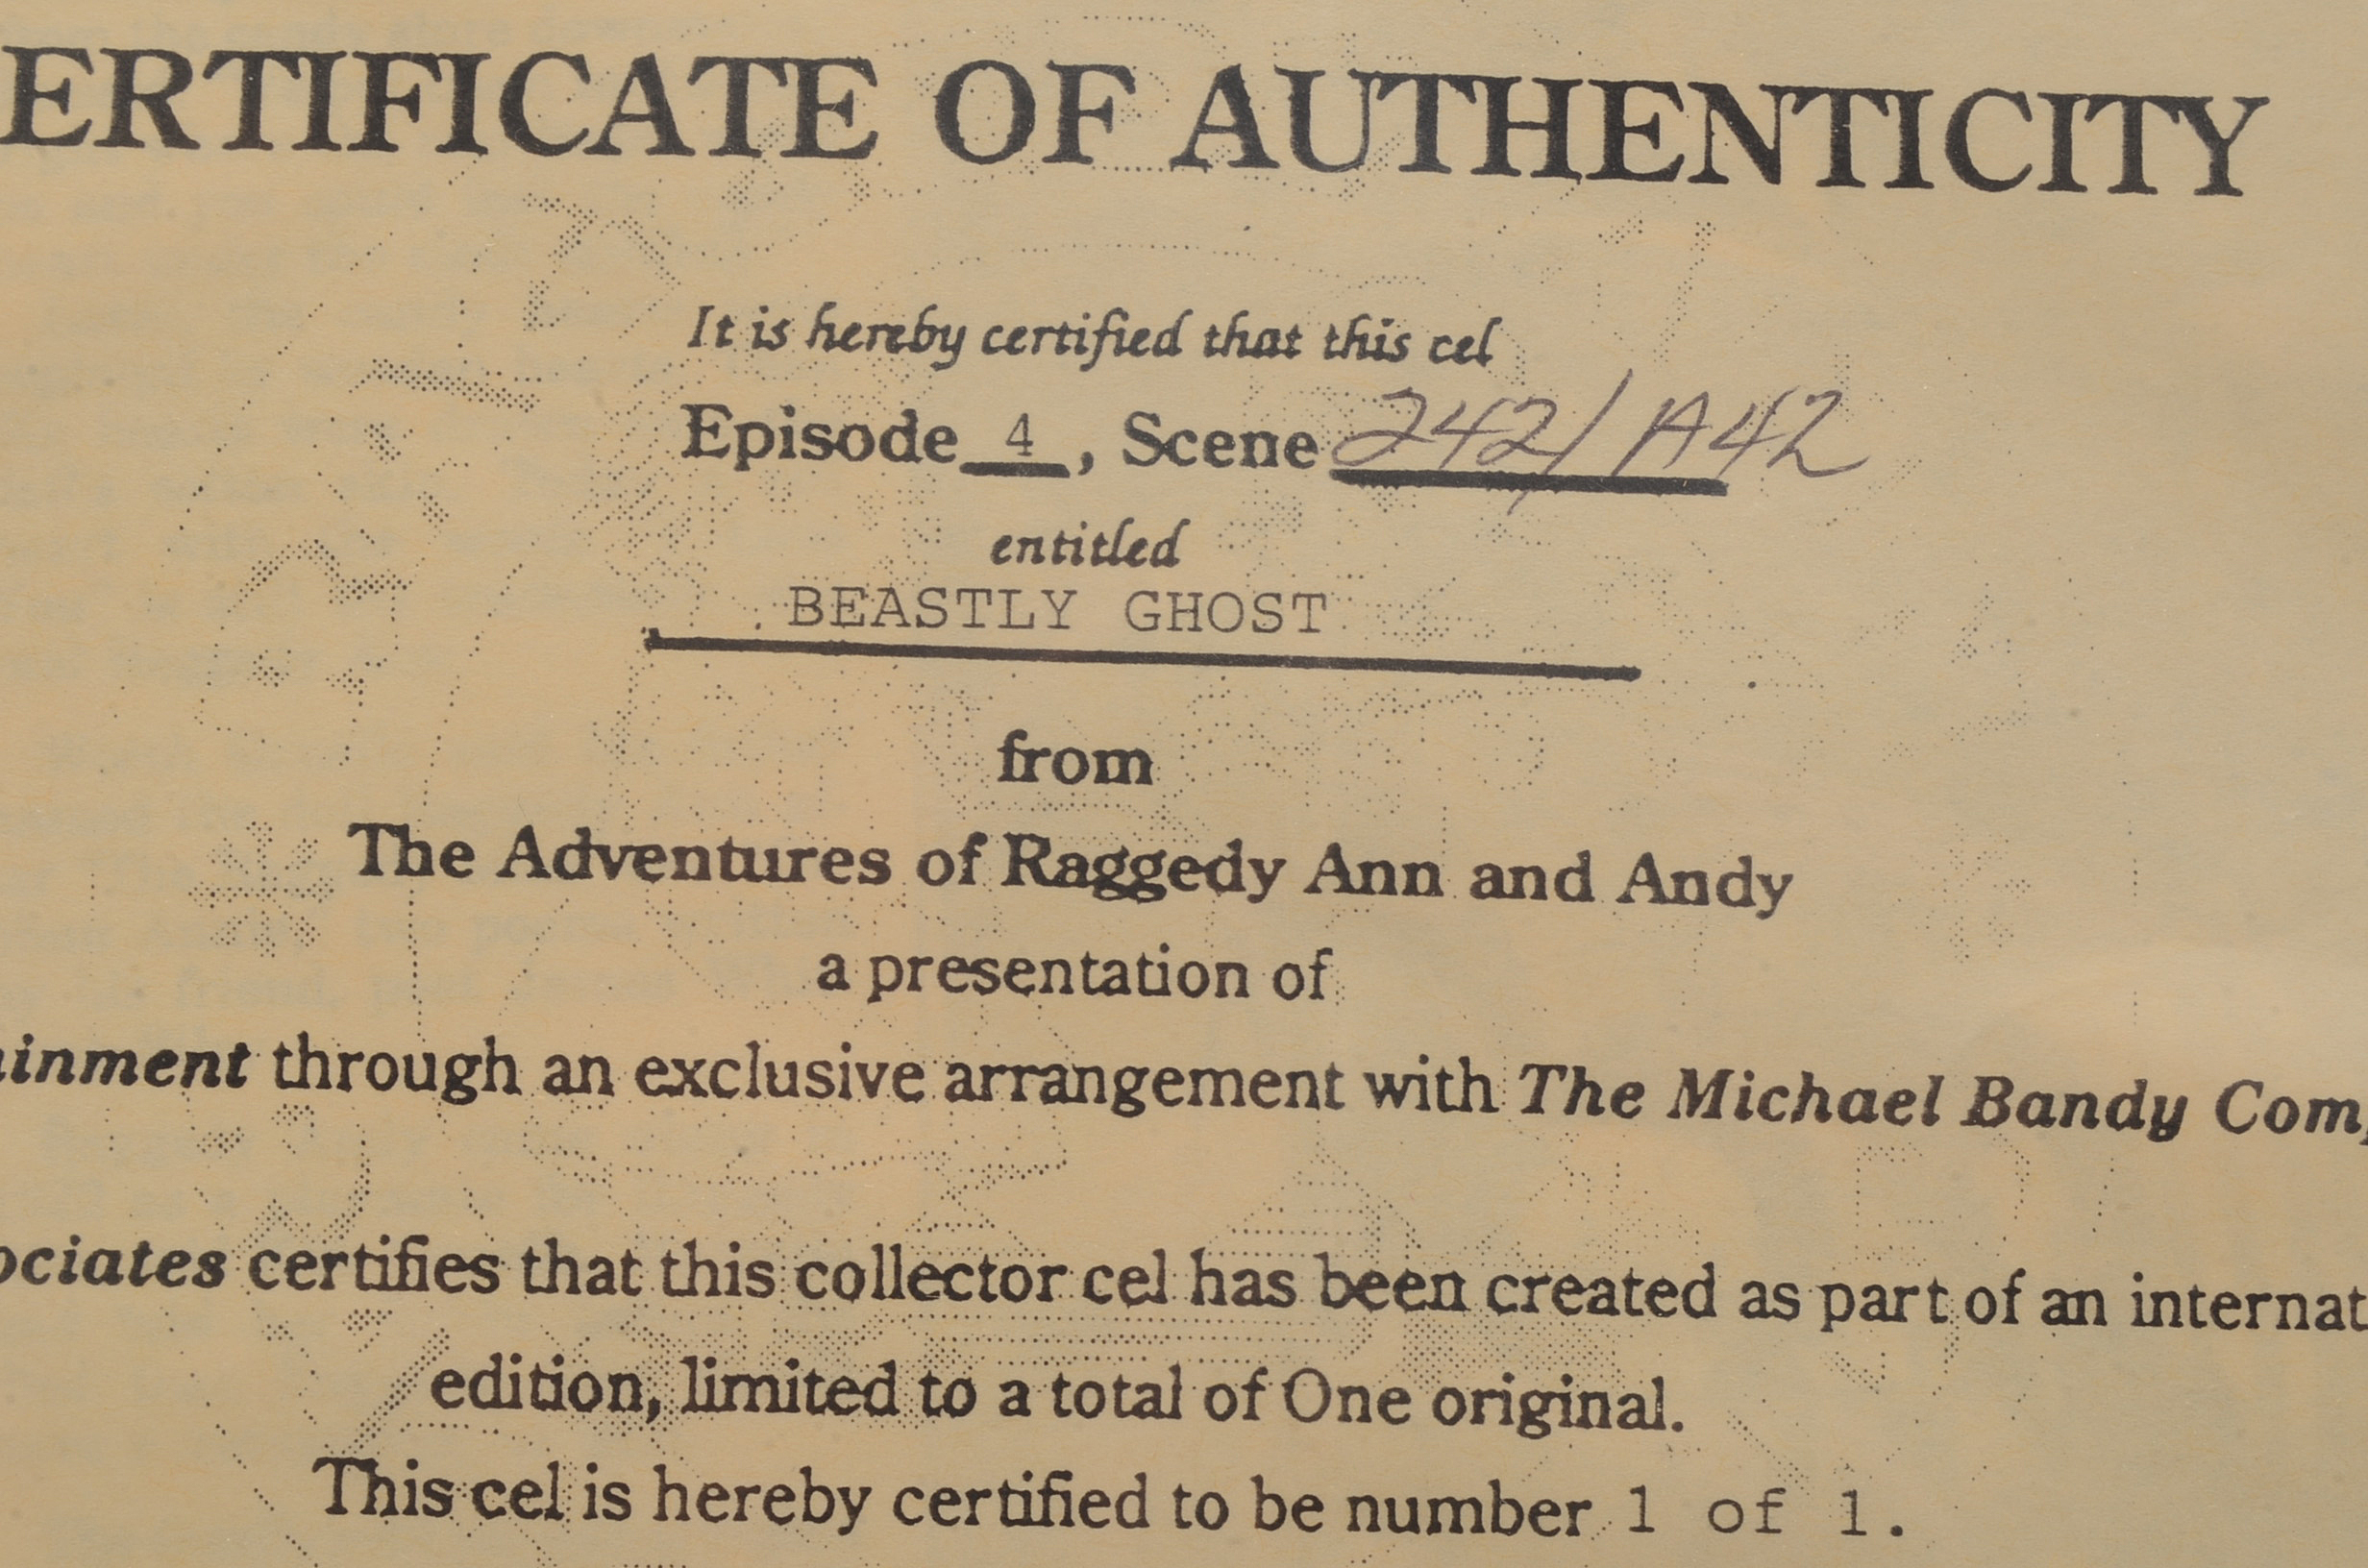 ERTIFICATE OF AUTHENTICITY
It is hereby certified that this cel
Episode 4, Scene 242/A42
entitled
BEASTLY GHOST
from
The Adventures of Raggedy Ann and Andy
a presentation of
ainment through an exclusive arrangement with The Michael Bandy Com
ociates certifies that this collector cel has been created as part of an internat
edition, limited to a total of One original.
This cel is hereby certified to be number 1 of 1.